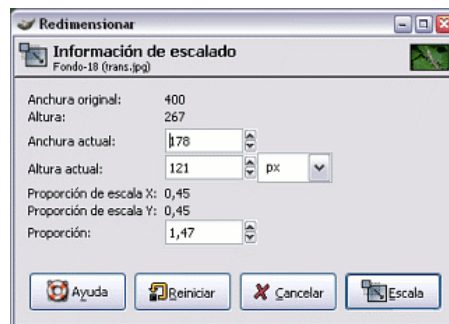 Redimensionar
Información de escalado
Fondo-18 (trans.jpg)
Anchura original: 400
Altura: 267
Anchura actual: 178
Altura actual: 121 px
Proporción de escala X: 0,45
Proporción de escala Y: 0,45
Proporción: 1,47
Ayuda Reiniciar Cancelar Escala